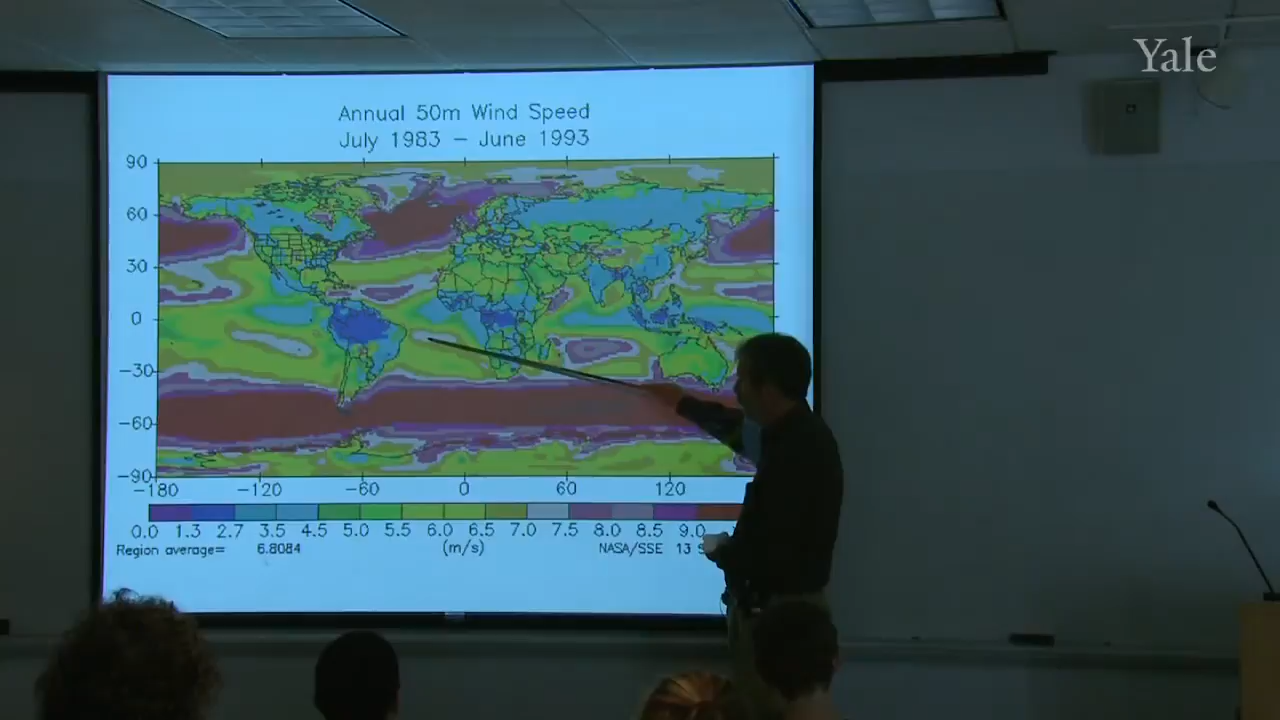 Yale
Annual 50m Wind Speed
July 1983 – June 1993
90
60
30
0
−30
−60
−90
−180 −120 −60 0 60 120
0.0 1.3 2.7 3.5 4.5 5.0 5.5 6.0 6.5 7.0 7.5 8.0 8.5 9.0
Region average= 6.8084 (m/s) NASA/SSE 13